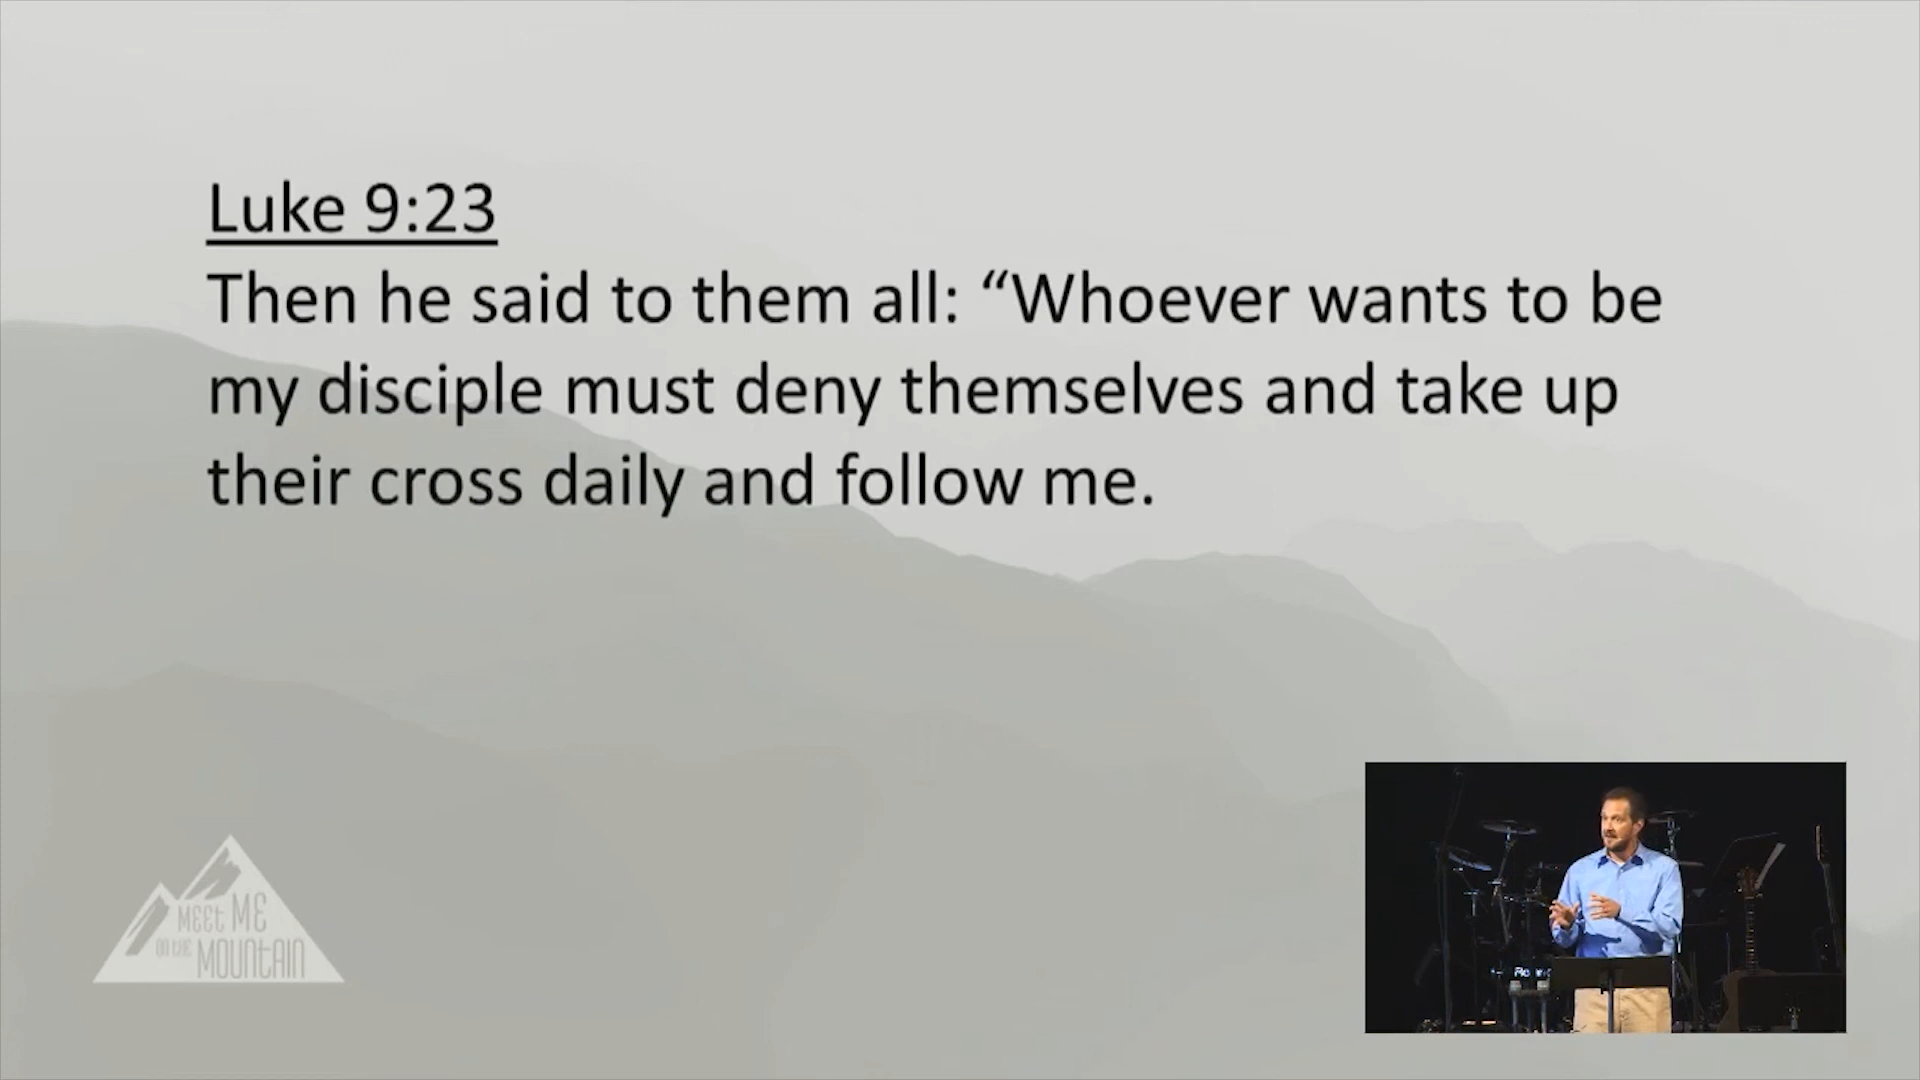 Luke 9:23
Then he said to them all: “Whoever wants to be
my disciple must deny themselves and take up
their cross daily and follow me.
MEEt ME
on the
MOUNtAIN